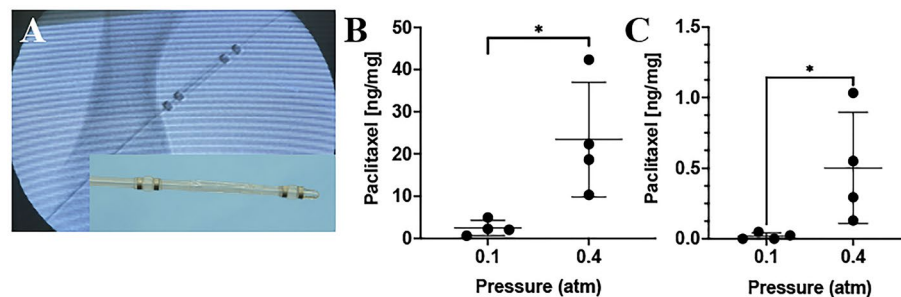 A
B
*
Paclitaxel [ng/mg]
50
40
30
20
10
0
0.1
0.4
Pressure (atm)
C
*
Paclitaxel [ng/mg]
1.5
1.0
0.5
0.0
0.1
0.4
Pressure (atm)